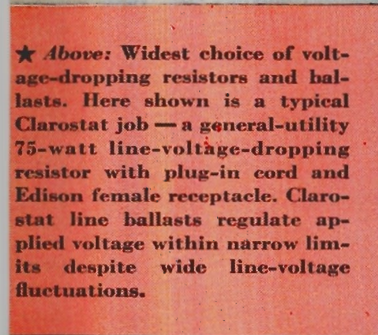 ★ Above: Widest choice of volt-
age-dropping resistors and bal-
lasts. Here shown is a typical
Clarostat job — a general-utility
75-watt line-voltage-dropping
resistor with plug-in cord and
Edison female receptacle. Claro-
stat line ballasts regulate ap-
plied voltage within narrow lim-
its despite wide line-voltage
fluctuations.